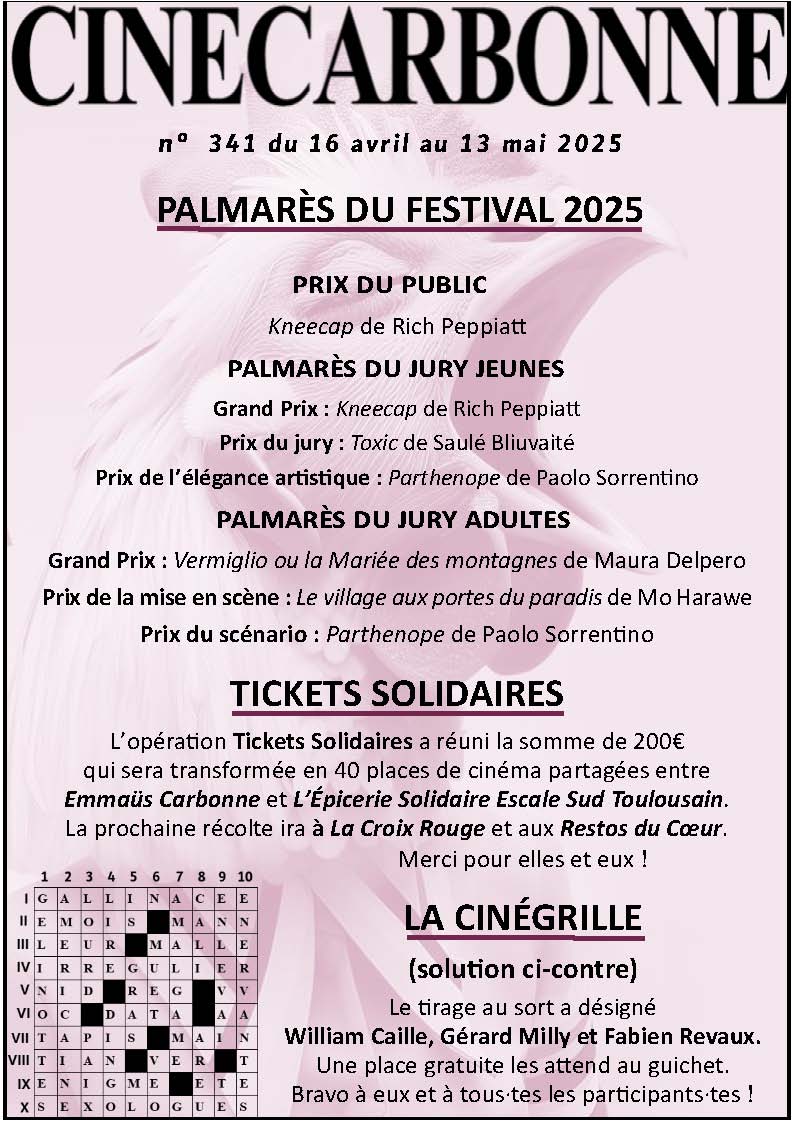 CINECARBONNE
n° 341 du 16 avril au 13 mai 2025
PALMARÈS DU FESTIVAL 2025
PRIX DU PUBLIC
Kneecap de Rich Peppiatt
PALMARÈS DU JURY JEUNES
Grand Prix : Kneecap de Rich Peppiatt
Prix du jury : Toxic de Saulé Bliuvaité
Prix de l'élégance artistique : Parthenope de Paolo Sorrentino
PALMARÈS DU JURY ADULTES
Grand Prix : Vermiglio ou la Mariée des montagnes de Maura Delpero
Prix de la mise en scène : Le village aux portes du paradis de Mo Harawe
Prix du scénario : Parthenope de Paolo Sorrentino
TICKETS SOLIDAIRES
L'opération Tickets Solidaires a réuni la somme de 200€
qui sera transformée en 40 places de cinéma partagées entre
Emmaüs Carbonne et L'Épicerie Solidaire Escale Sud Toulousain.
La prochaine récolte ira à La Croix Rouge et aux Restos du Cœur.
Merci pour elles et eux !
1 2 3 4 5 6 7 8 9 10
I G A L L I N A C E E
II E M O I S M A N N
III L E U R M A L L E
IV I R R E G U L I E R
V N I D R E G V V
VI O C D A T A A A
VII T A P I S M A I N
VIII T I A N V E R T
IX E N I G M E E T E
X S E X O L O G U E S
LA CINÉGRILLE
(solution ci-contre)
Le tirage au sort a désigné
William Caille, Gérard Milly et Fabien Revaux.
Une place gratuite les attend au guichet.
Bravo à eux et à tous·tes les participants·tes !